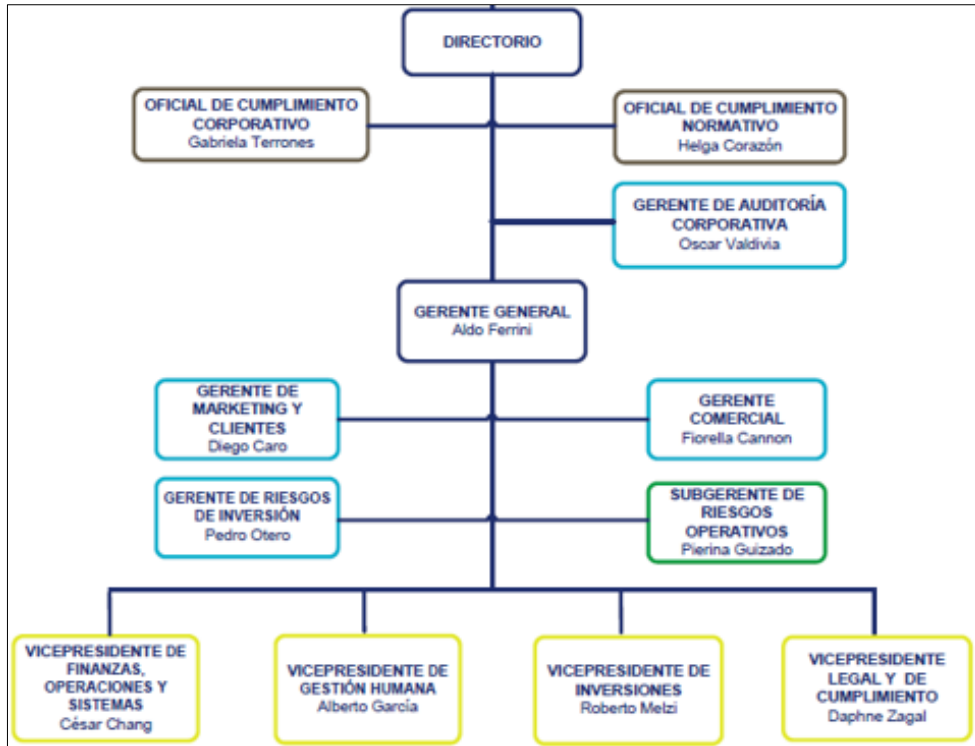 DIRECTORIO
OFICIAL DE CUMPLIMIENTO
CORPORATIVO
Gabriela Terrones
OFICIAL DE CUMPLIMIENTO
NORMATIVO
Helga Corazón
GERENTE DE AUDITORÍA
CORPORATIVA
Oscar Valdivia
GERENTE GENERAL
Aldo Ferrini
GERENTE DE
MARKETING Y
CLIENTES
Diego Caro
GERENTE
COMERCIAL
Fiorella Cannon
GERENTE DE RIESGOS
DE INVERSIÓN
Pedro Otero
SUBGERENTE DE
RIESGOS
OPERATIVOS
Pierina Guizado
VICEPRESIDENTE DE
FINANZAS,
OPERACIONES Y
SISTEMAS
César Chang
VICEPRESIDENTE DE
GESTIÓN HUMANA
Alberto García
VICEPRESIDENTE DE
INVERSIONES
Roberto Melzi
VICEPRESIDENTE
LEGAL Y DE
CUMPLIMIENTO
Daphne Zagal